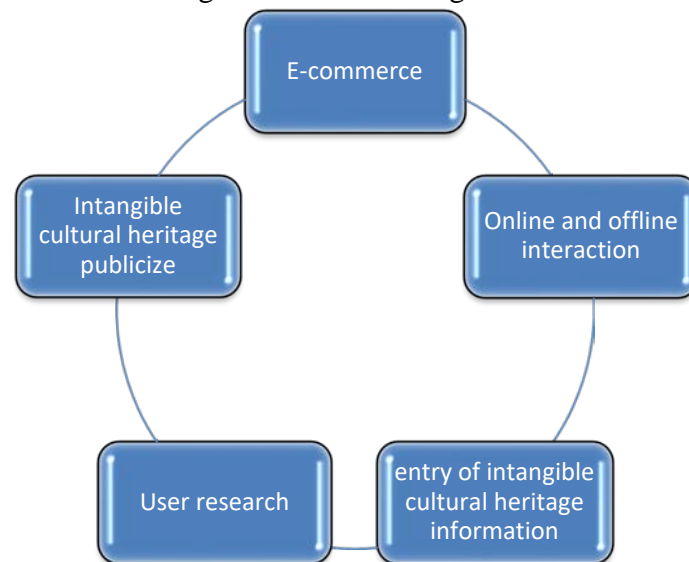 E-commerce
Intangible
cultural heritage
publicize
Online and offline
interaction
User research
entry of intangible
cultural heritage
information